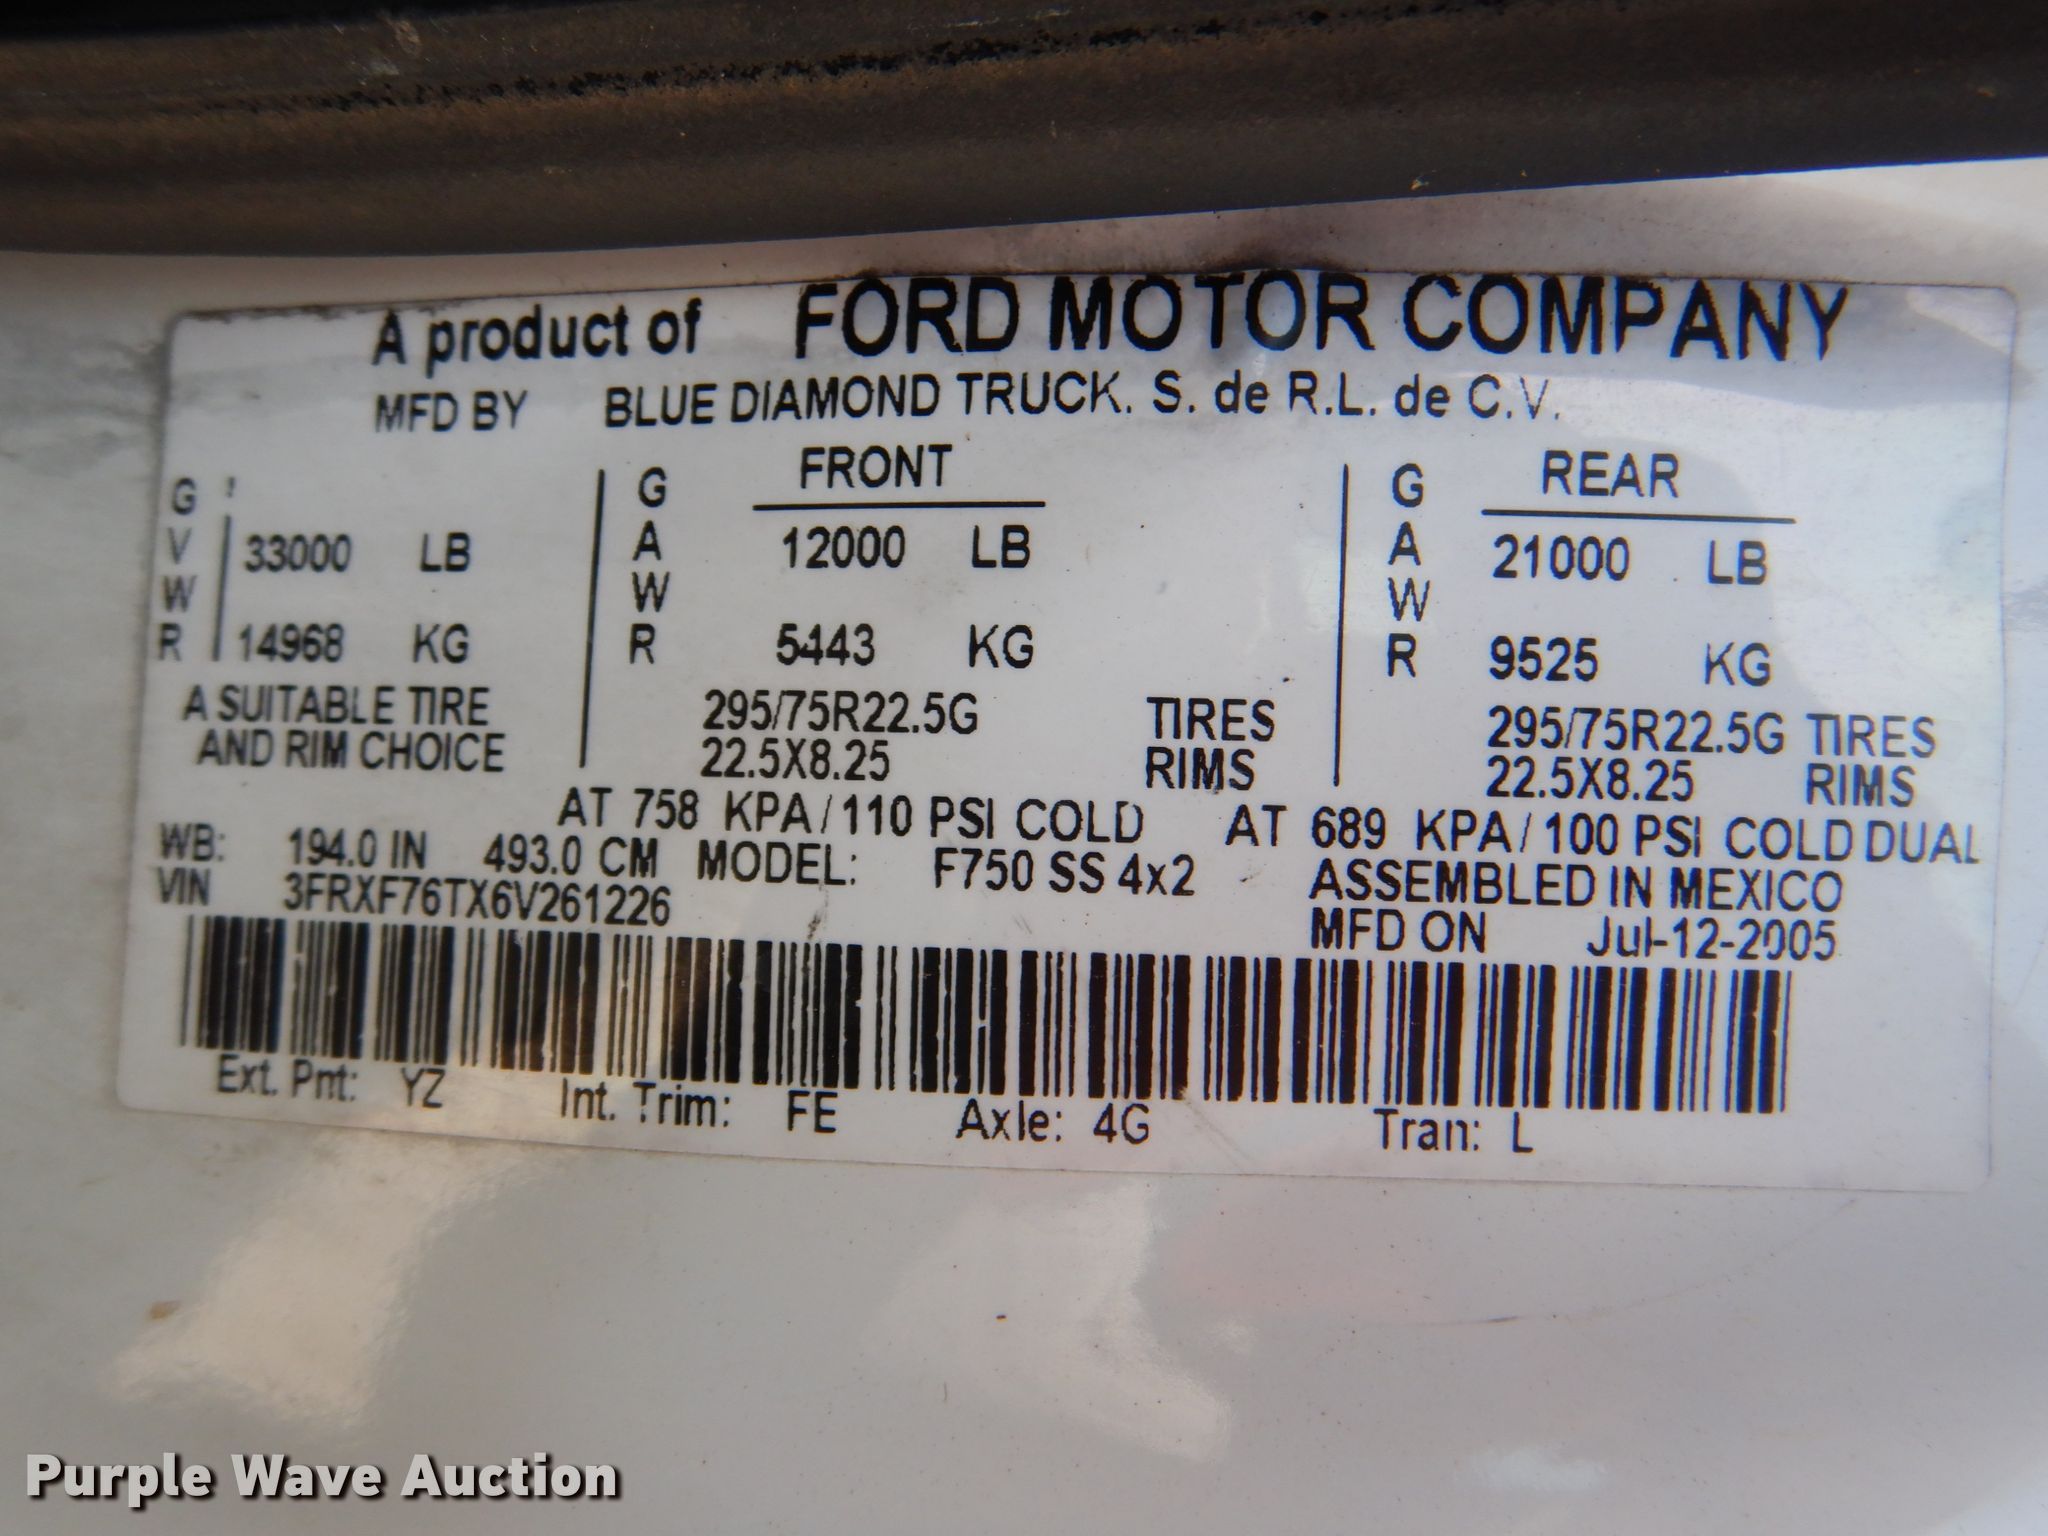 A product of FORD MOTOR COMPANY
MFD BY BLUE DIAMOND TRUCK. S. de R.L. de C.V.
GVWR 33000 LB 14968 KG
GAWR FRONT 12000 LB 5443 KG
GAWR REAR 21000 LB 9525 KG
A SUITABLE TIRE 295/75R22.5G TIRES 295/75R22.5G TIRES
AND RIM CHOICE 22.5X8.25 RIMS 22.5X8.25 RIMS
AT 758 KPA/110 PSI COLD AT 689 KPA/100 PSI COLD DUAL
WB: 194.0 IN 493.0 CM MODEL: F750 SS 4x2 ASSEMBLED IN MEXICO
VIN 3FRXF76TX6V261226 MFD ON Jul-12-2005
Ext. Pnt: YZ Int. Trim: FE Axle: 4G Tran: L
Purple Wave Auction